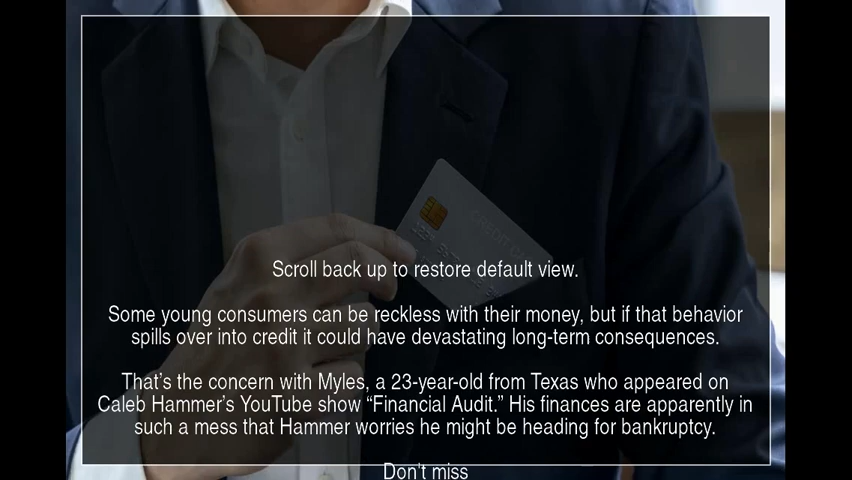 Scroll back up to restore default view.
Some young consumers can be reckless with their money, but if that behavior
spills over into credit it could have devastating long-term consequences.
That’s the concern with Myles, a 23-year-old from Texas who appeared on
Caleb Hammer’s YouTube show “Financial Audit.” His finances are apparently in
such a mess that Hammer worries he might be heading for bankruptcy.
Don't miss